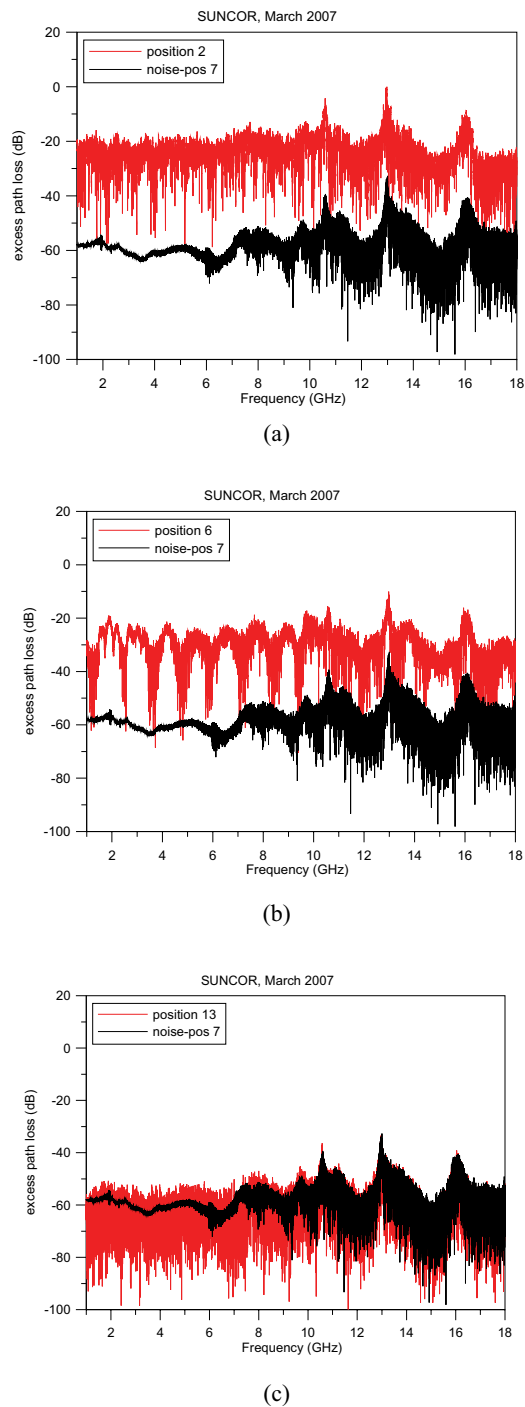 SUNCOR, March 2007
position 2
noise-pos 7
excess path loss (dB)
20
0
-20
-40
-60
-80
-100
2 4 6 8 10 12 14 16 18
Frequency (GHz)
(a)
SUNCOR, March 2007
position 6
noise-pos 7
excess path loss (dB)
20
0
-20
-40
-60
-80
-100
2 4 6 8 10 12 14 16 18
Frequency (GHz)
(b)
SUNCOR, March 2007
position 13
noise-pos 7
excess path loss (dB)
20
0
-20
-40
-60
-80
-100
2 4 6 8 10 12 14 16 18
Frequency (GHz)
(c)